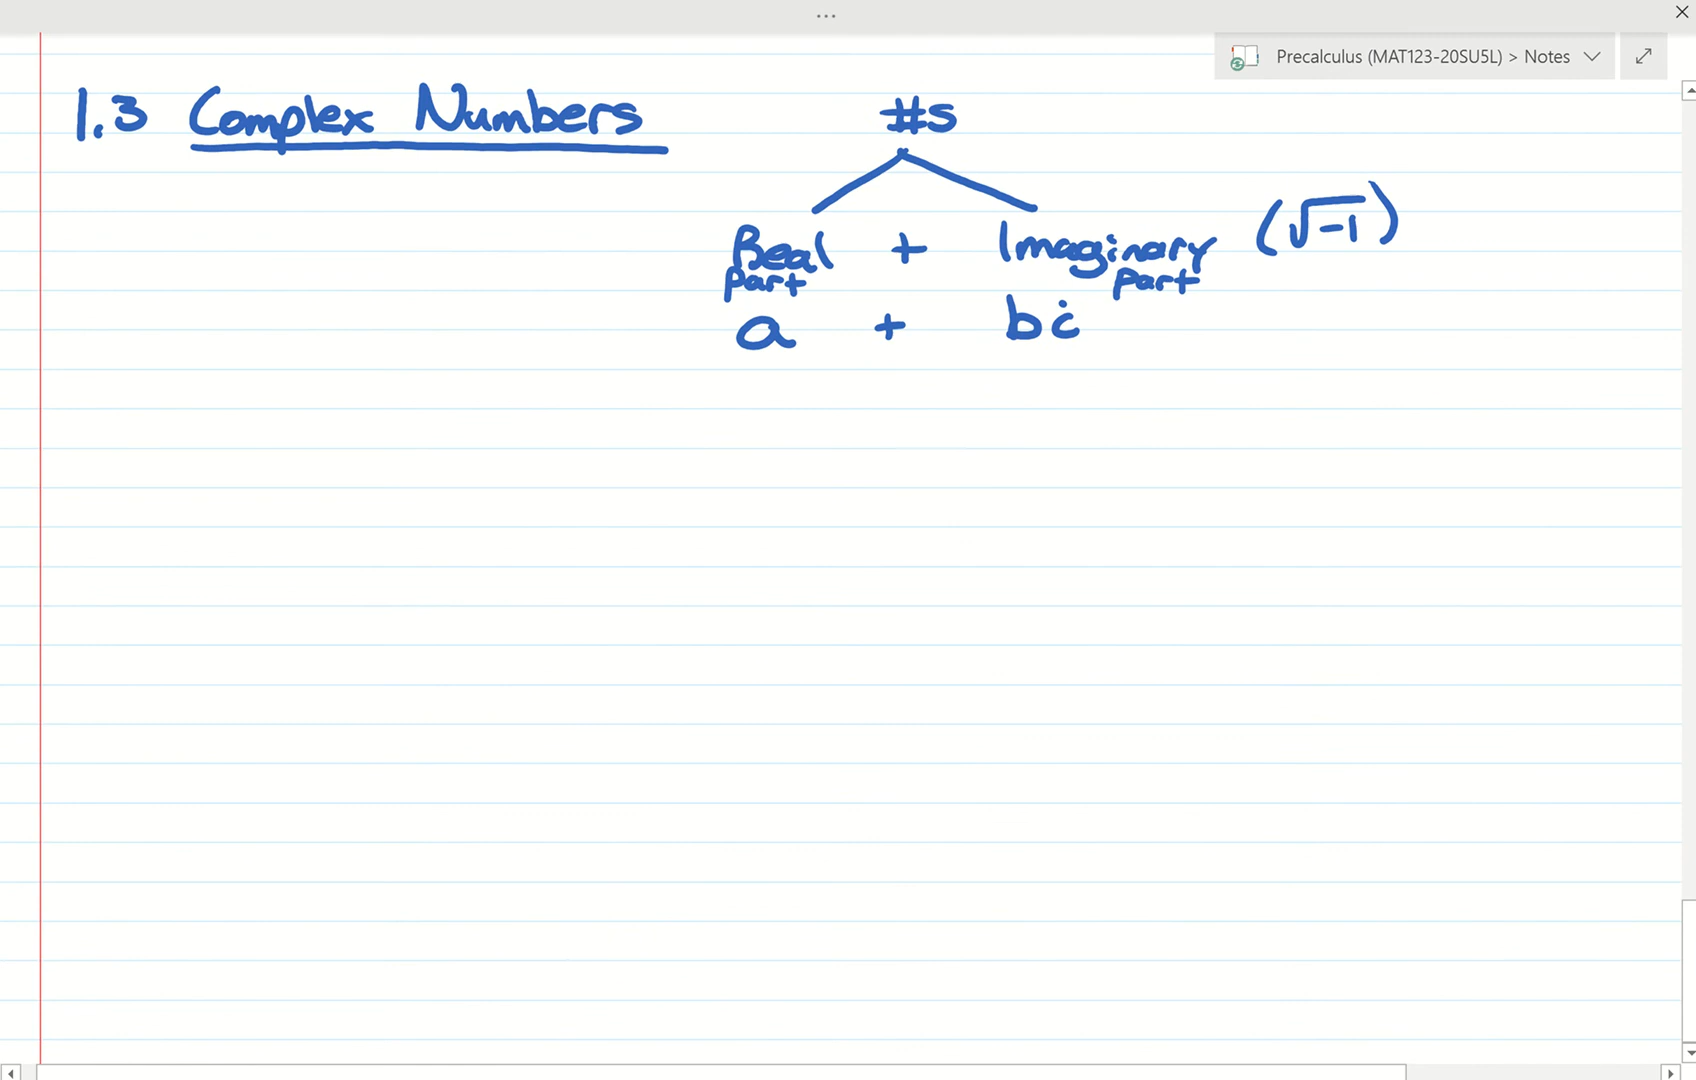 Precalculus (MAT123-20SU5L) > Notes
1.3 Complex Numbers
#s
Real + Imaginary (√-1)
part part
a + bi